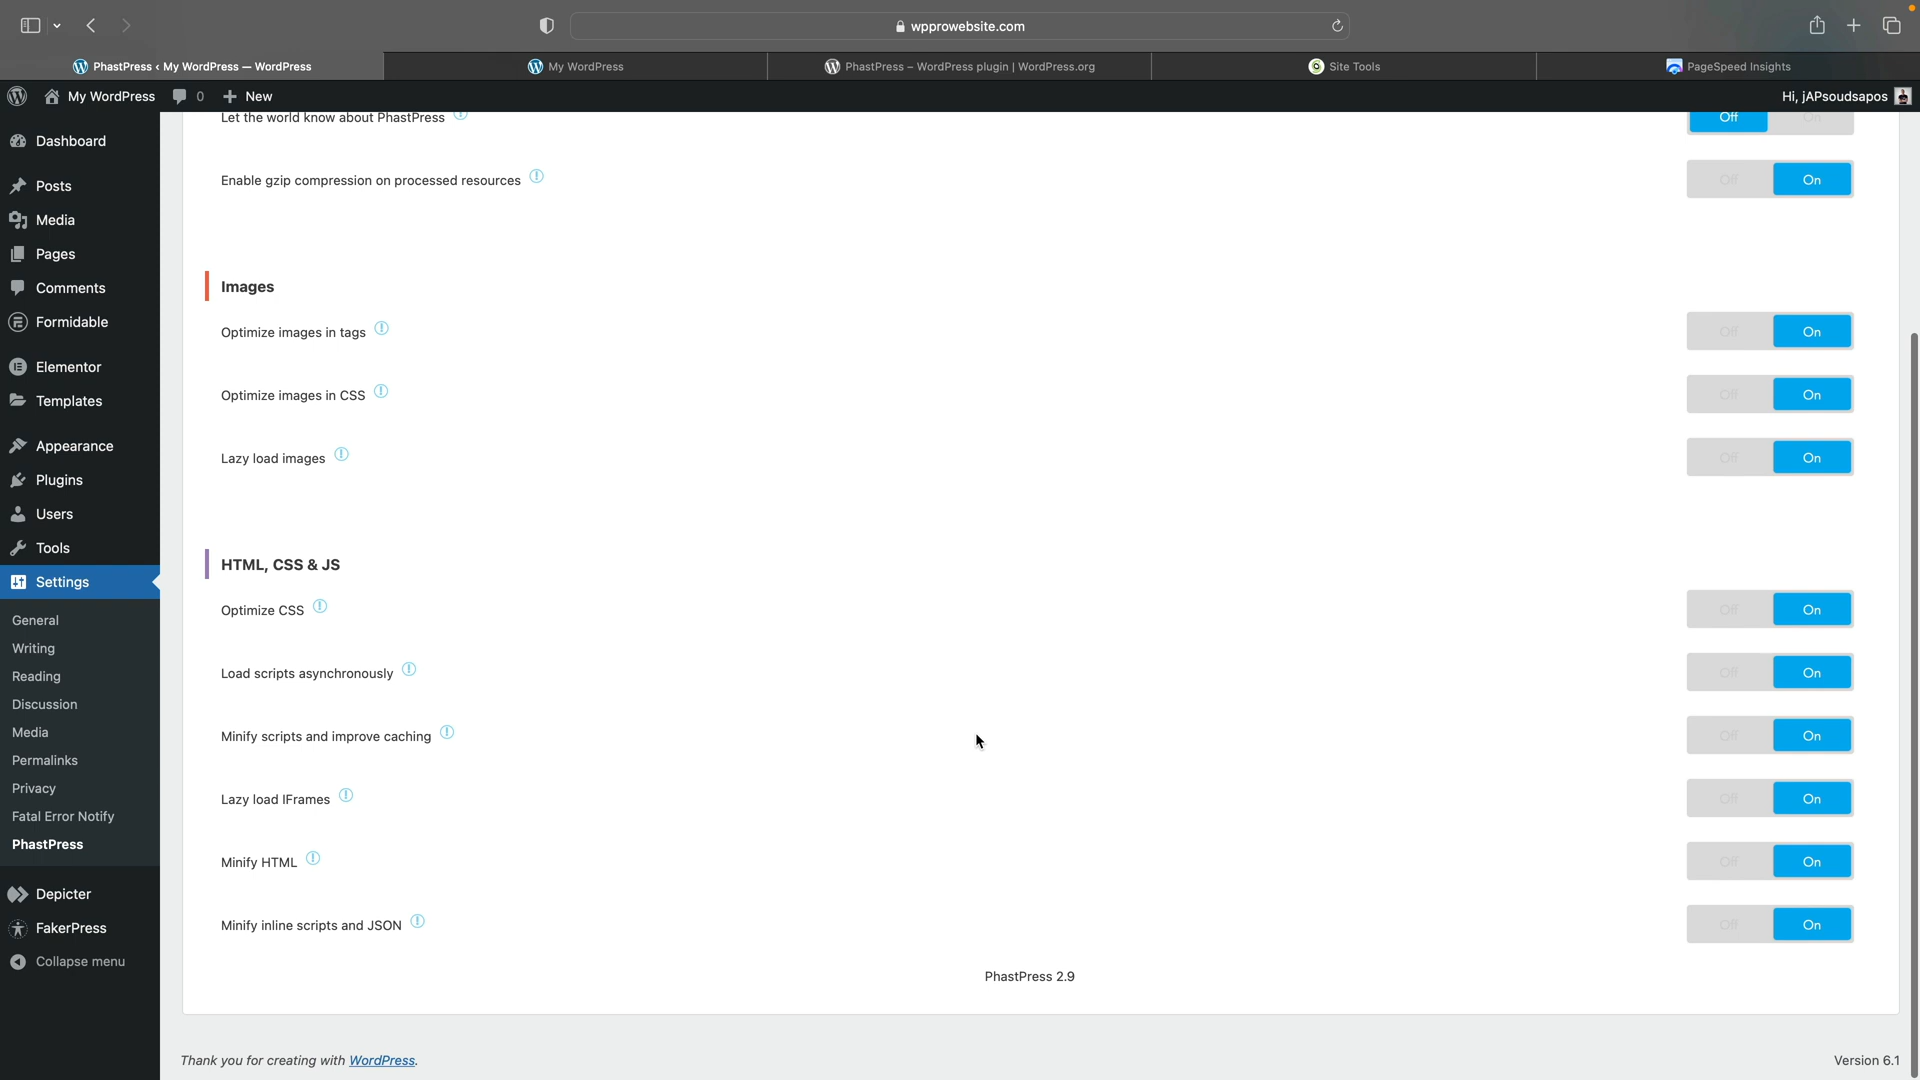 wpprowebsite.com
PhastPress ‹ My WordPress — WordPress
My WordPress
PhastPress – WordPress plugin | WordPress.org
Site Tools
PageSpeed Insights
My WordPress
0
New
Hi, jAPsoudsapos
Dashboard
Posts
Media
Pages
Comments
Formidable
Elementor
Templates
Appearance
Plugins
Users
Tools
Settings
General
Writing
Reading
Discussion
Media
Permalinks
Privacy
Fatal Error Notify
PhastPress
Depicter
FakerPress
Collapse menu
Let the world know about PhastPress
Off On
Enable gzip compression on processed resources
Off On
Images
Optimize images in tags
Off On
Optimize images in CSS
Off On
Lazy load images
Off On
HTML, CSS & JS
Optimize CSS
Off On
Load scripts asynchronously
Off On
Minify scripts and improve caching
Off On
Lazy load IFrames
Off On
Minify HTML
Off On
Minify inline scripts and JSON
Off On
PhastPress 2.9
Thank you for creating with WordPress.
Version 6.1